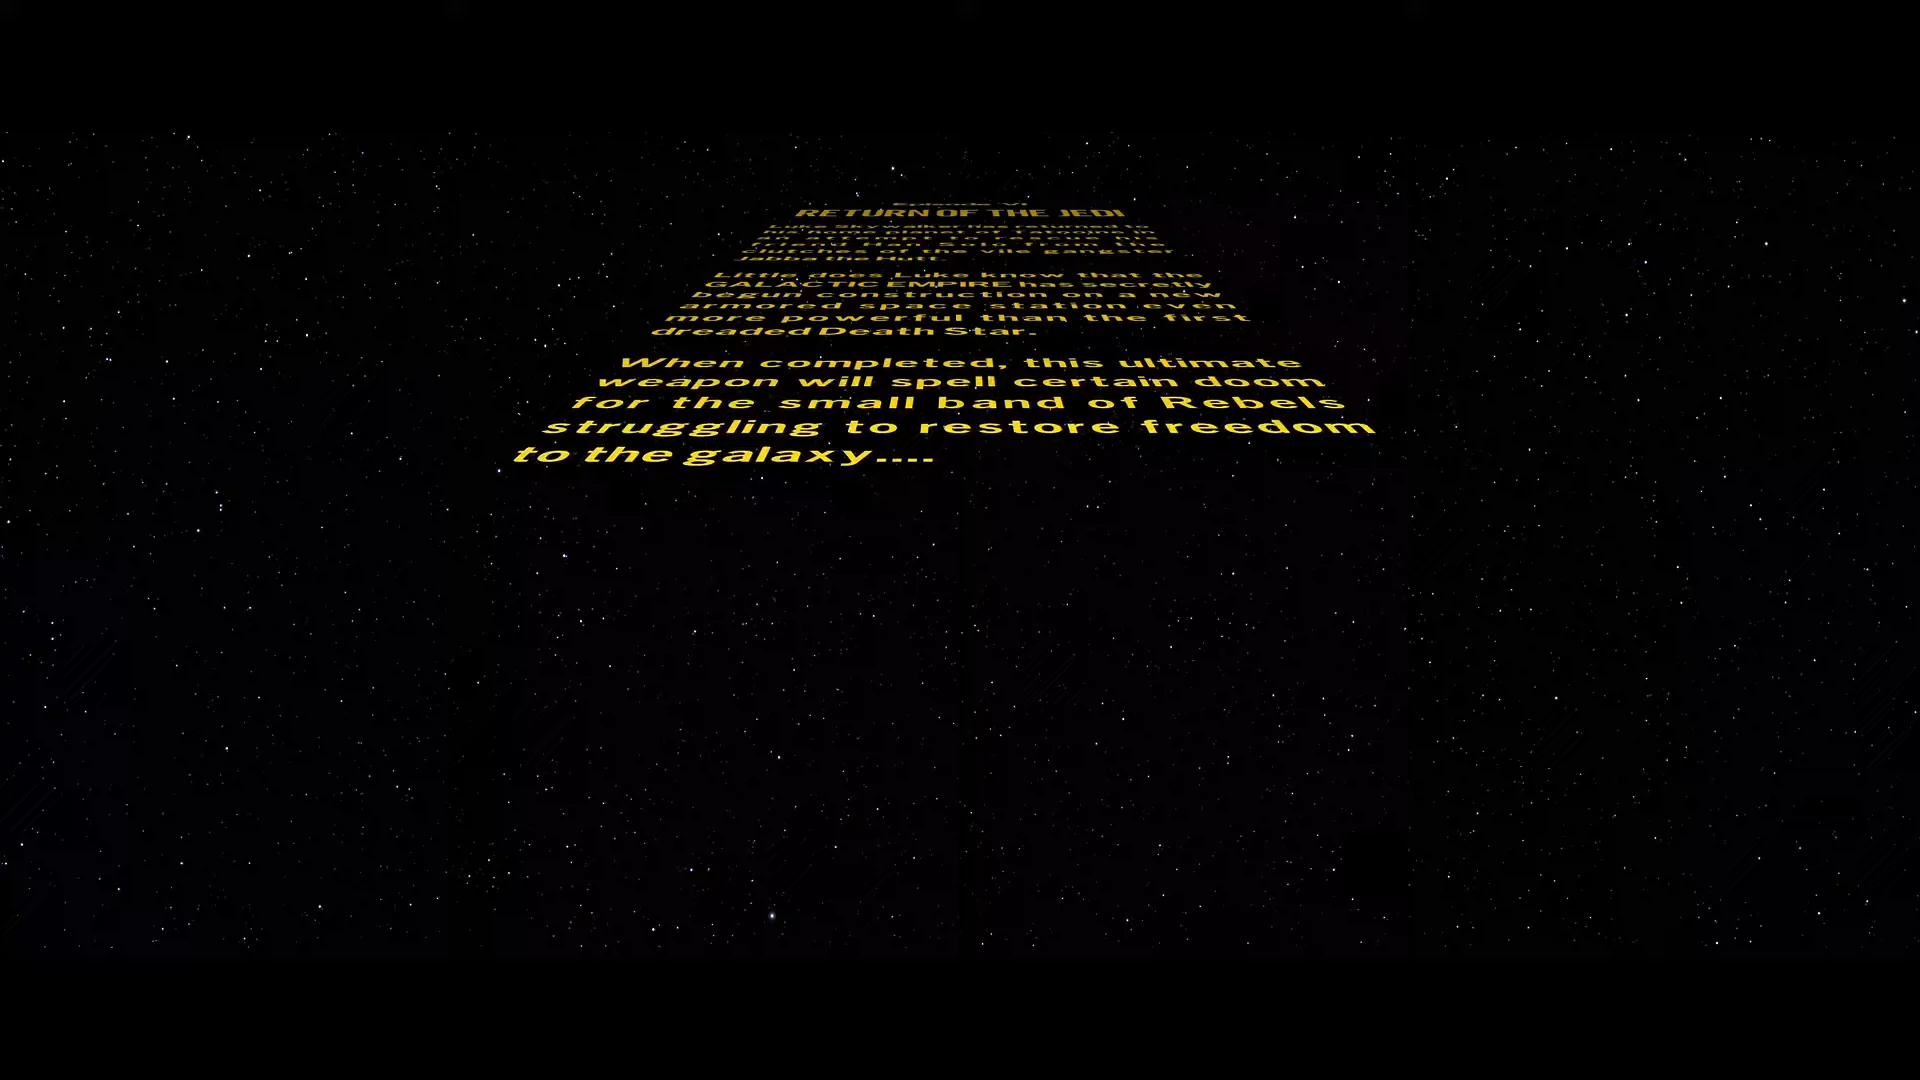 Episode VI
RETURN OF THE JEDI
Luke Skywalker has returned to
his home planet of Tatooine in
an attempt to rescue his
friend Han Solo from the
clutches of the vile gangster
Jabba the Hutt.
Little does Luke know that the
GALACTIC EMPIRE has secretly
begun construction on a new
armored space station even
more powerful than the first
dreaded Death Star.
When completed, this ultimate
weapon will spell certain doom
for the small band of Rebels
struggling to restore freedom
to the galaxy....